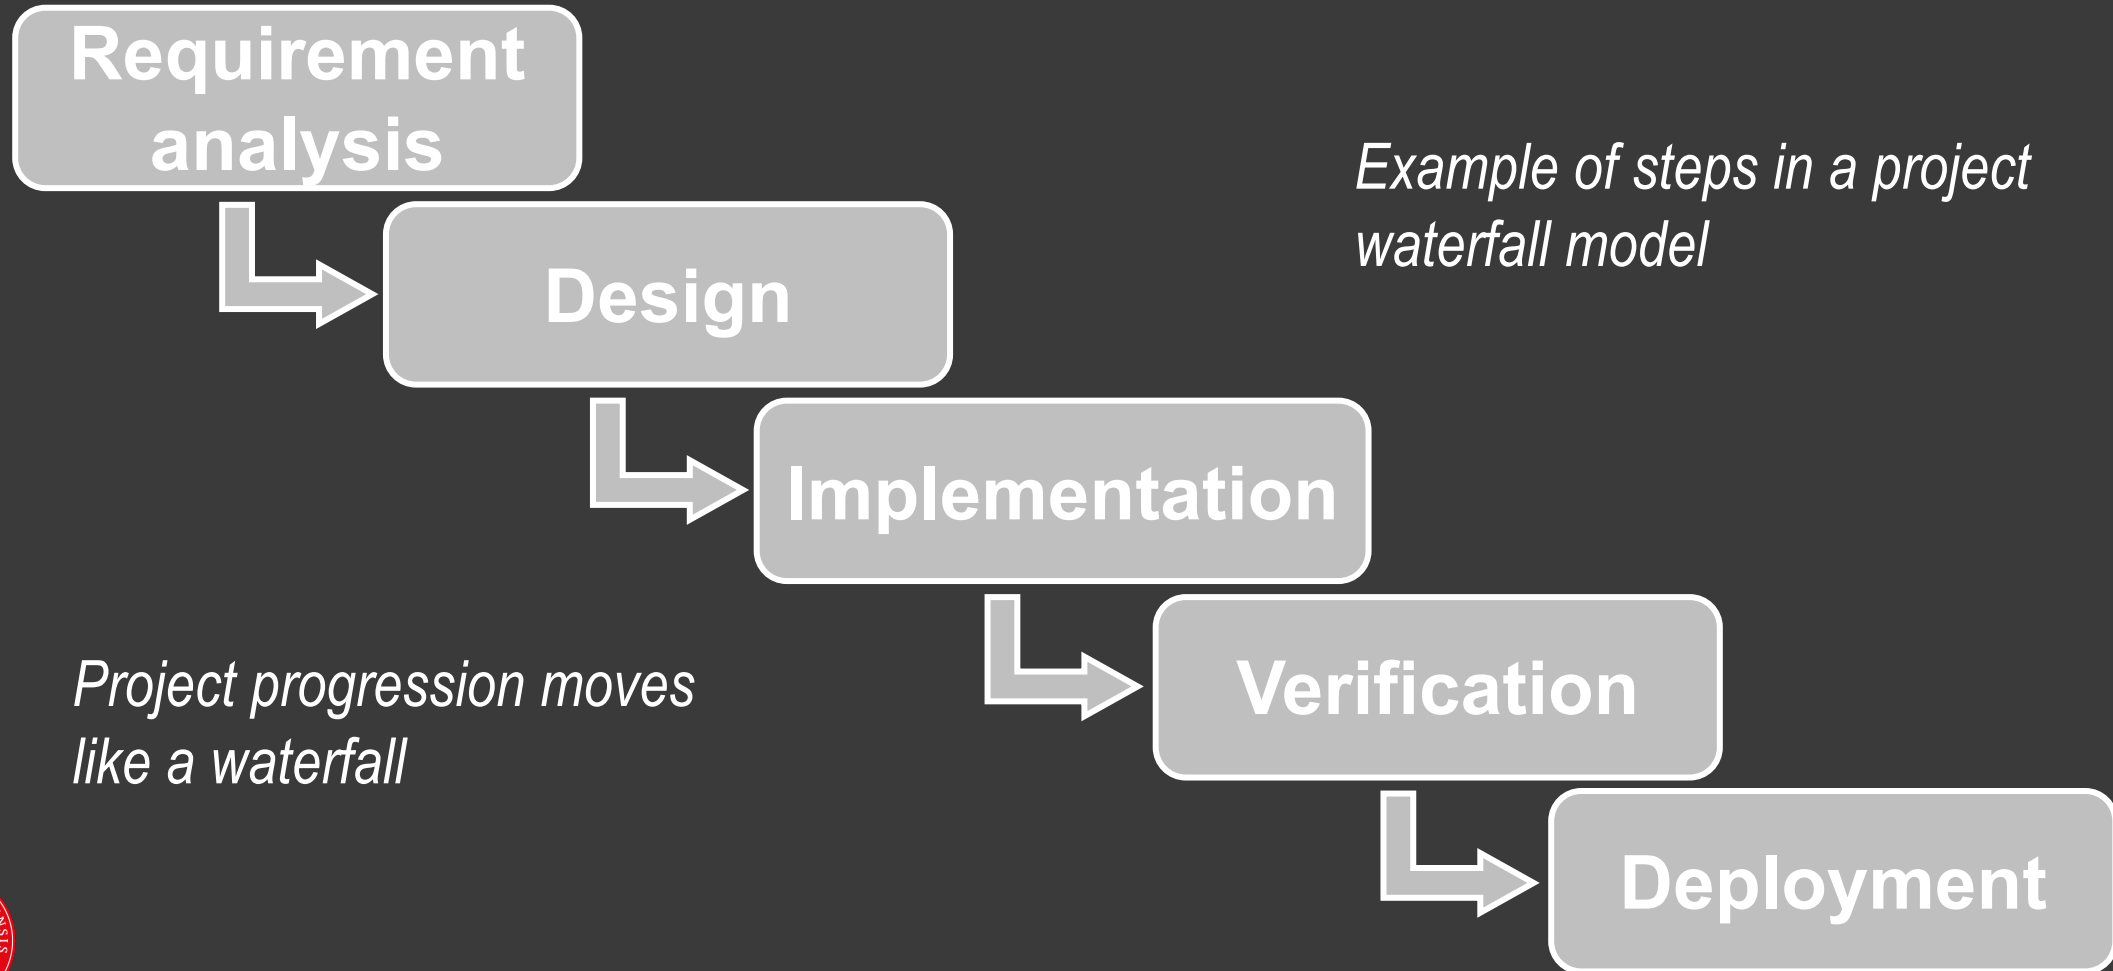 Requirement
analysis
Example of steps in a project
waterfall model
Design
Implementation
Project progression moves
like a waterfall
Verification
Deployment